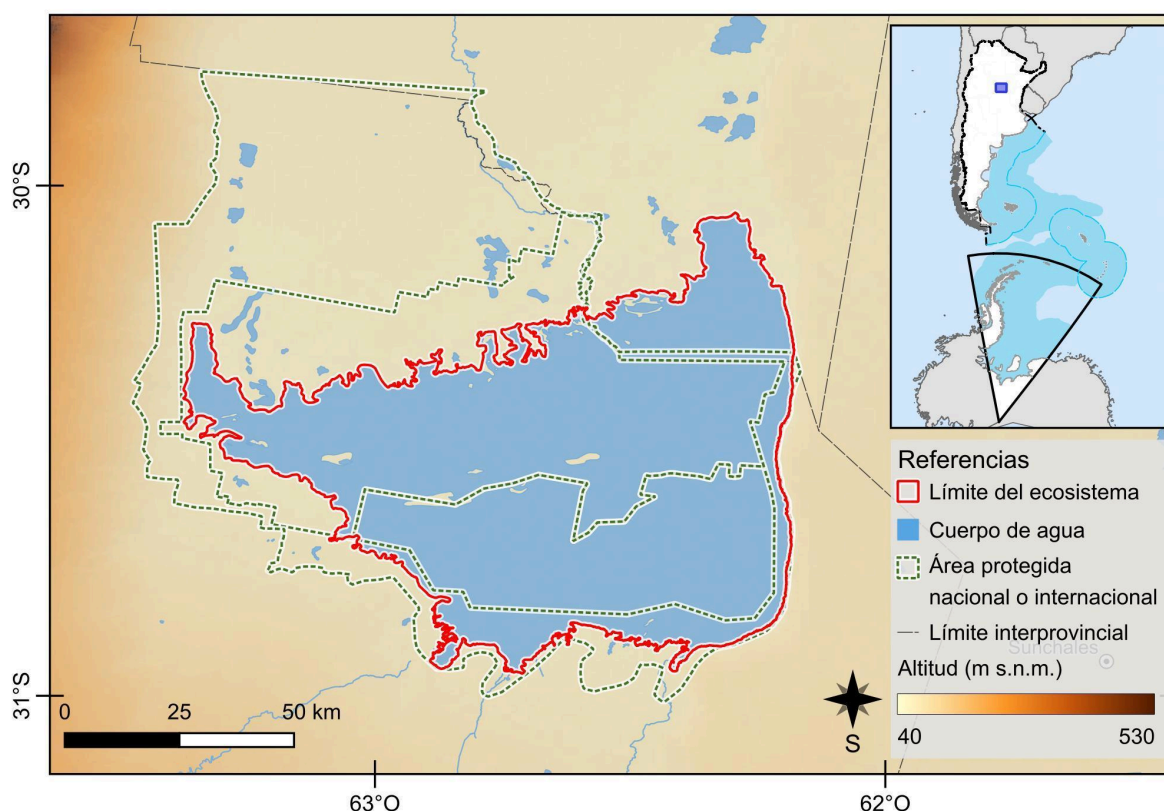 30°S
31°S
0 25 50 km
63°O
62°O
S
Referencias
Límite del ecosistema
Cuerpo de agua
Área protegida
nacional o internacional
Límite interprovincial
Sunchales
Altitud (m s.n.m.)
40 530